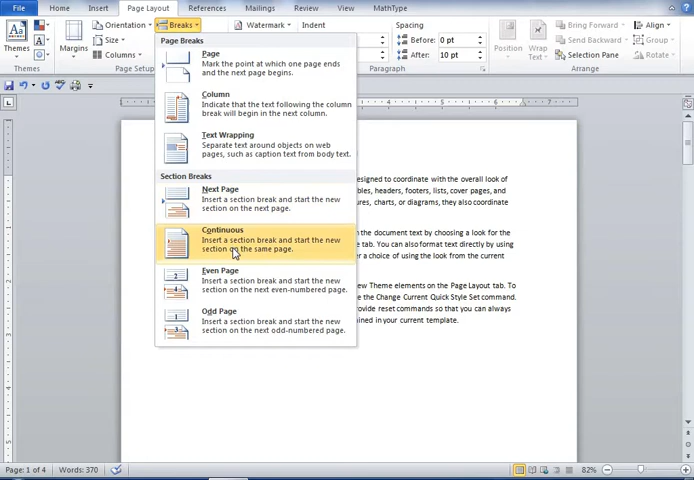 File Home Insert Page Layout References Mailings Review View MathType
Themes
Margins
Orientation
Size
Columns
Page Setup
Breaks
Watermark
Indent
Spacing
Before: 0 pt
After: 10 pt
Paragraph
Position
Wrap
Text
Bring Forward
Send Backward
Selection Pane
Align
Group
Rotate
Page Breaks
Page
Mark the point at which one page ends
and the next page begins.
Column
Indicate that the text following the column
break will begin in the next column.
Text Wrapping
Separate text around objects on web
pages, such as caption text from body text.
Section Breaks
Next Page
Insert a section break and start the new
section on the next page.
Continuous
Insert a section break and start the new
section on the same page.
Even Page
Insert a section break and start the new
section on the next even-numbered page.
Odd Page
Insert a section break and start the new
section on the next odd-numbered page.
esigned to coordinate with the overall look of
bles, headers, footers, lists, cover pages, and
ures, charts, or diagrams, they also coordinate
the document text by choosing a look for the
e tab. You can also format text directly by using
er a choice of using the look from the current
ew Theme elements on the Page Layout tab. To
e the Change Current Quick Style Set command.
rovide reset commands so that you can always
ained in your current template.
Page: 1 of 4 Words: 370 82%